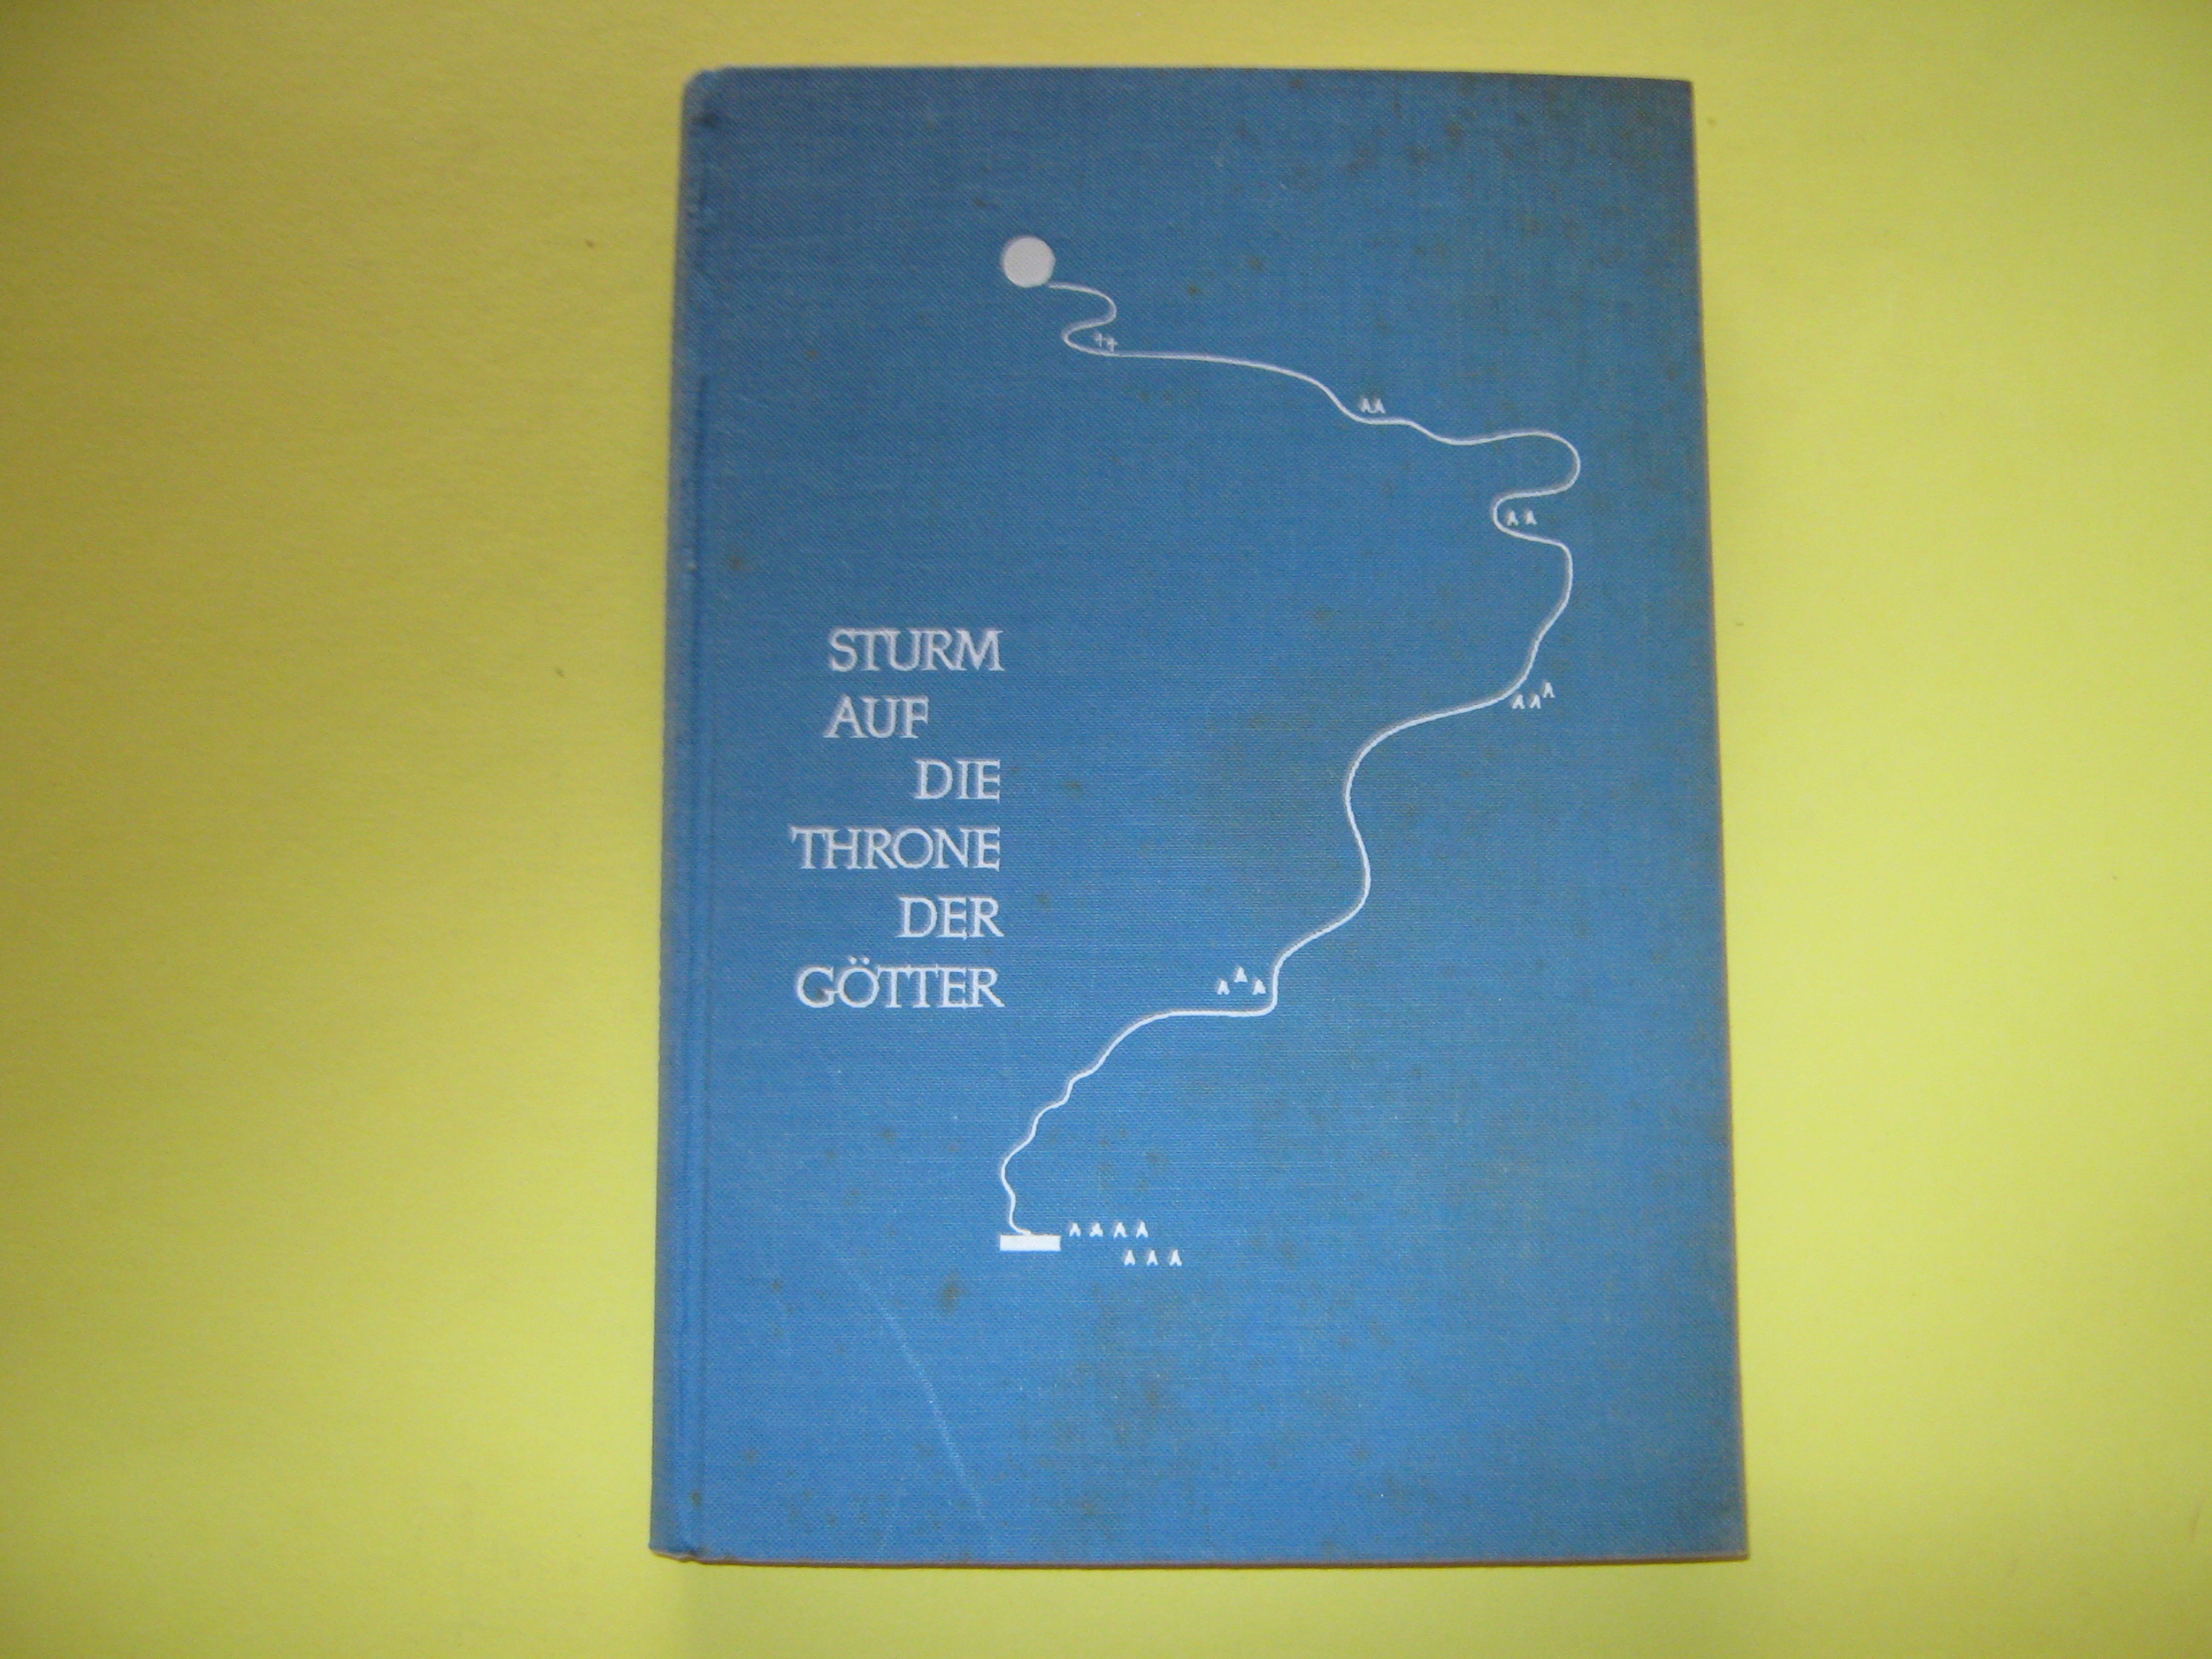 STURM
AUF
DIE
THRONE
DER
GÖTTER